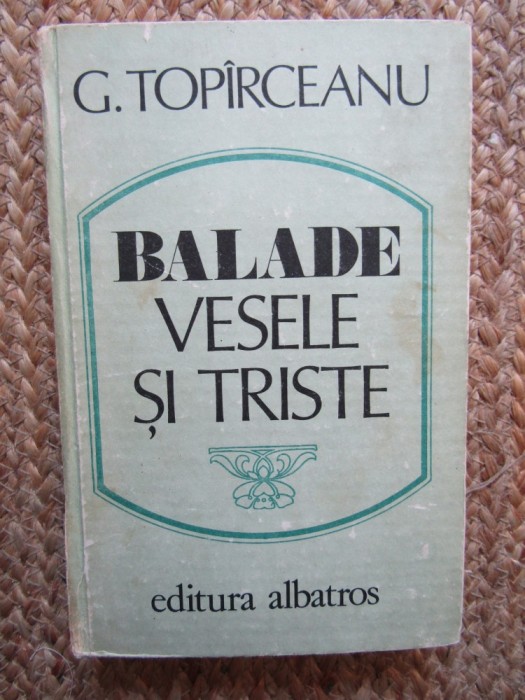 G. TOPÎRCEANU
BALADE
VESELE
ȘI TRISTE
editura albatros